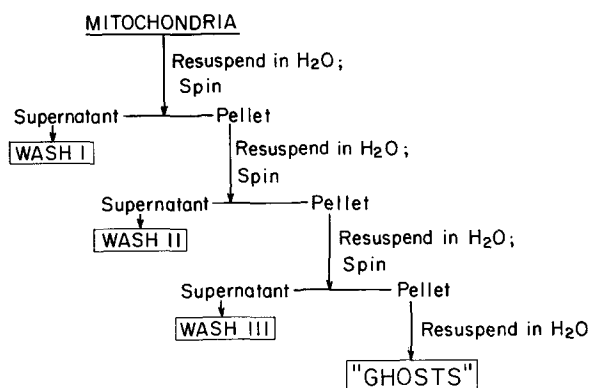 MITOCHONDRIA
Resuspend in H2O;
Spin
Supernatant Pellet
WASH I
Resuspend in H2O;
Spin
Supernatant Pellet
WASH II
Resuspend in H2O;
Spin
Supernatant Pellet
WASH III
Resuspend in H2O
"GHOSTS"